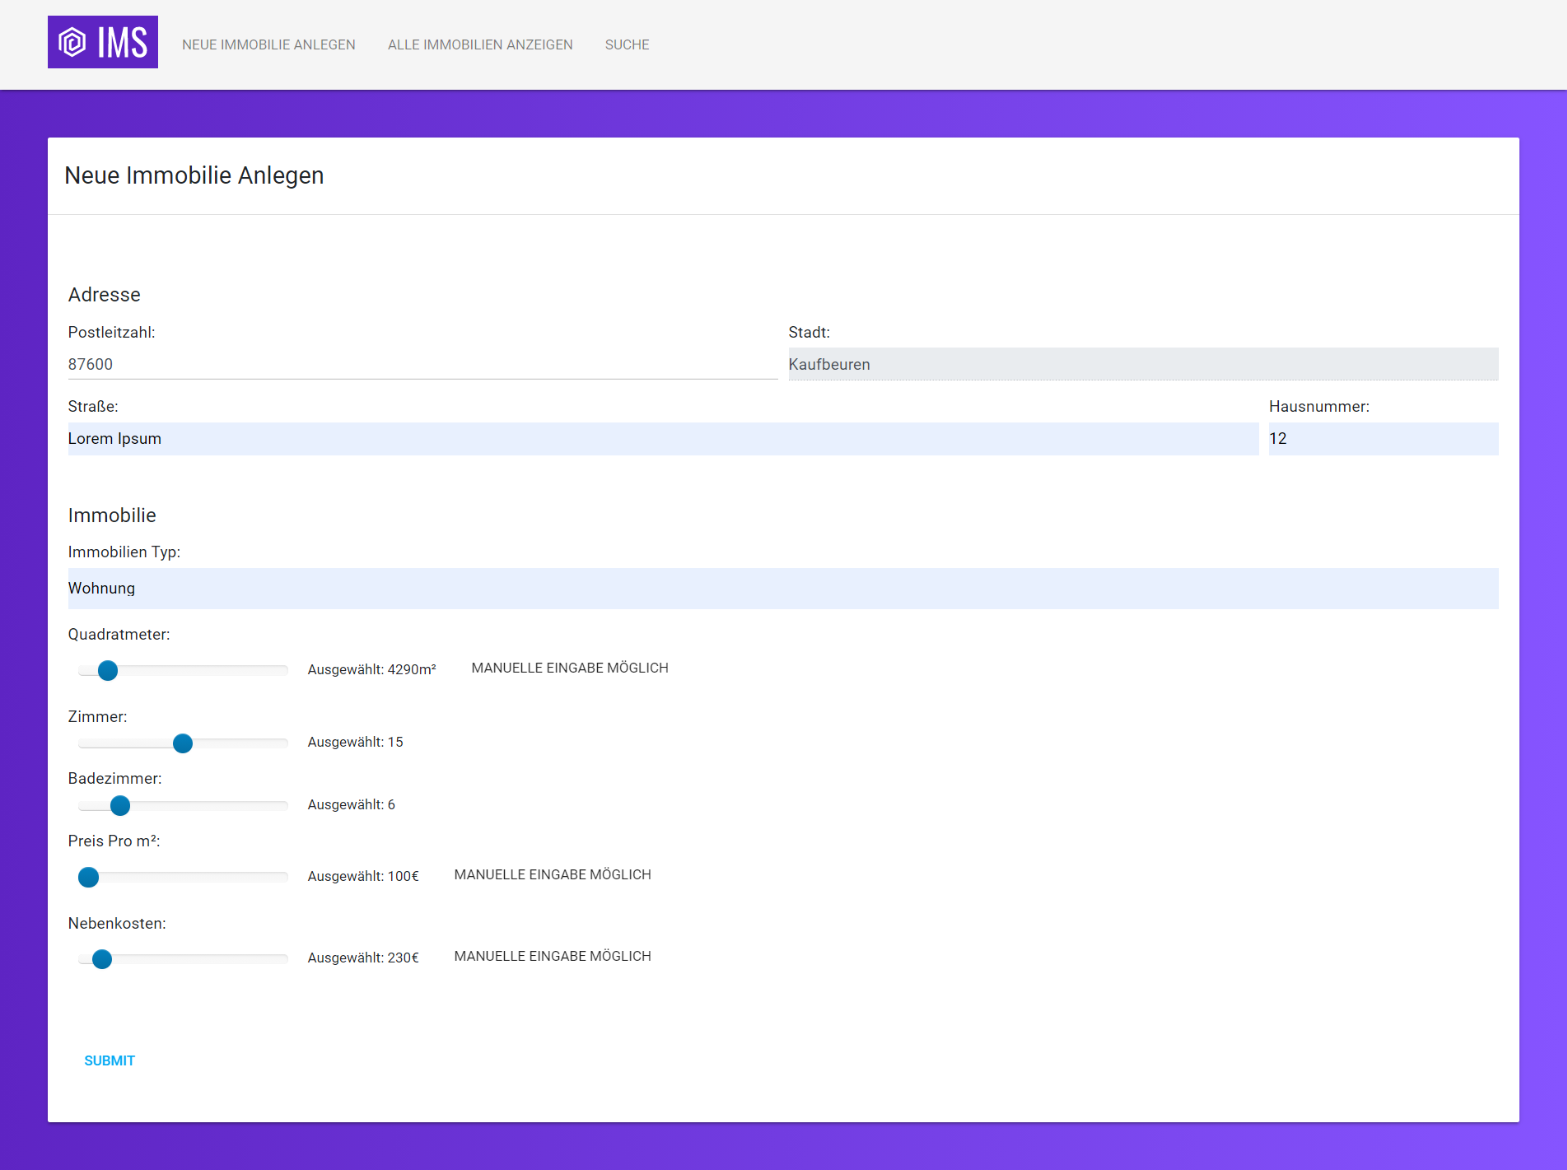 IMS
NEUE IMMOBILIE ANLEGEN ALLE IMMOBILIEN ANZEIGEN SUCHE
Neue Immobilie Anlegen
Adresse
Postleitzahl: Stadt:
87600 Kaufbeuren
Straße: Hausnummer:
Lorem Ipsum 12
Immobilie
Immobilien Typ:
Wohnung
Quadratmeter:
Ausgewählt: 4290m² MANUELLE EINGABE MÖGLICH
Zimmer:
Ausgewählt: 15
Badezimmer:
Ausgewählt: 6
Preis Pro m²:
Ausgewählt: 100€ MANUELLE EINGABE MÖGLICH
Nebenkosten:
Ausgewählt: 230€ MANUELLE EINGABE MÖGLICH
SUBMIT